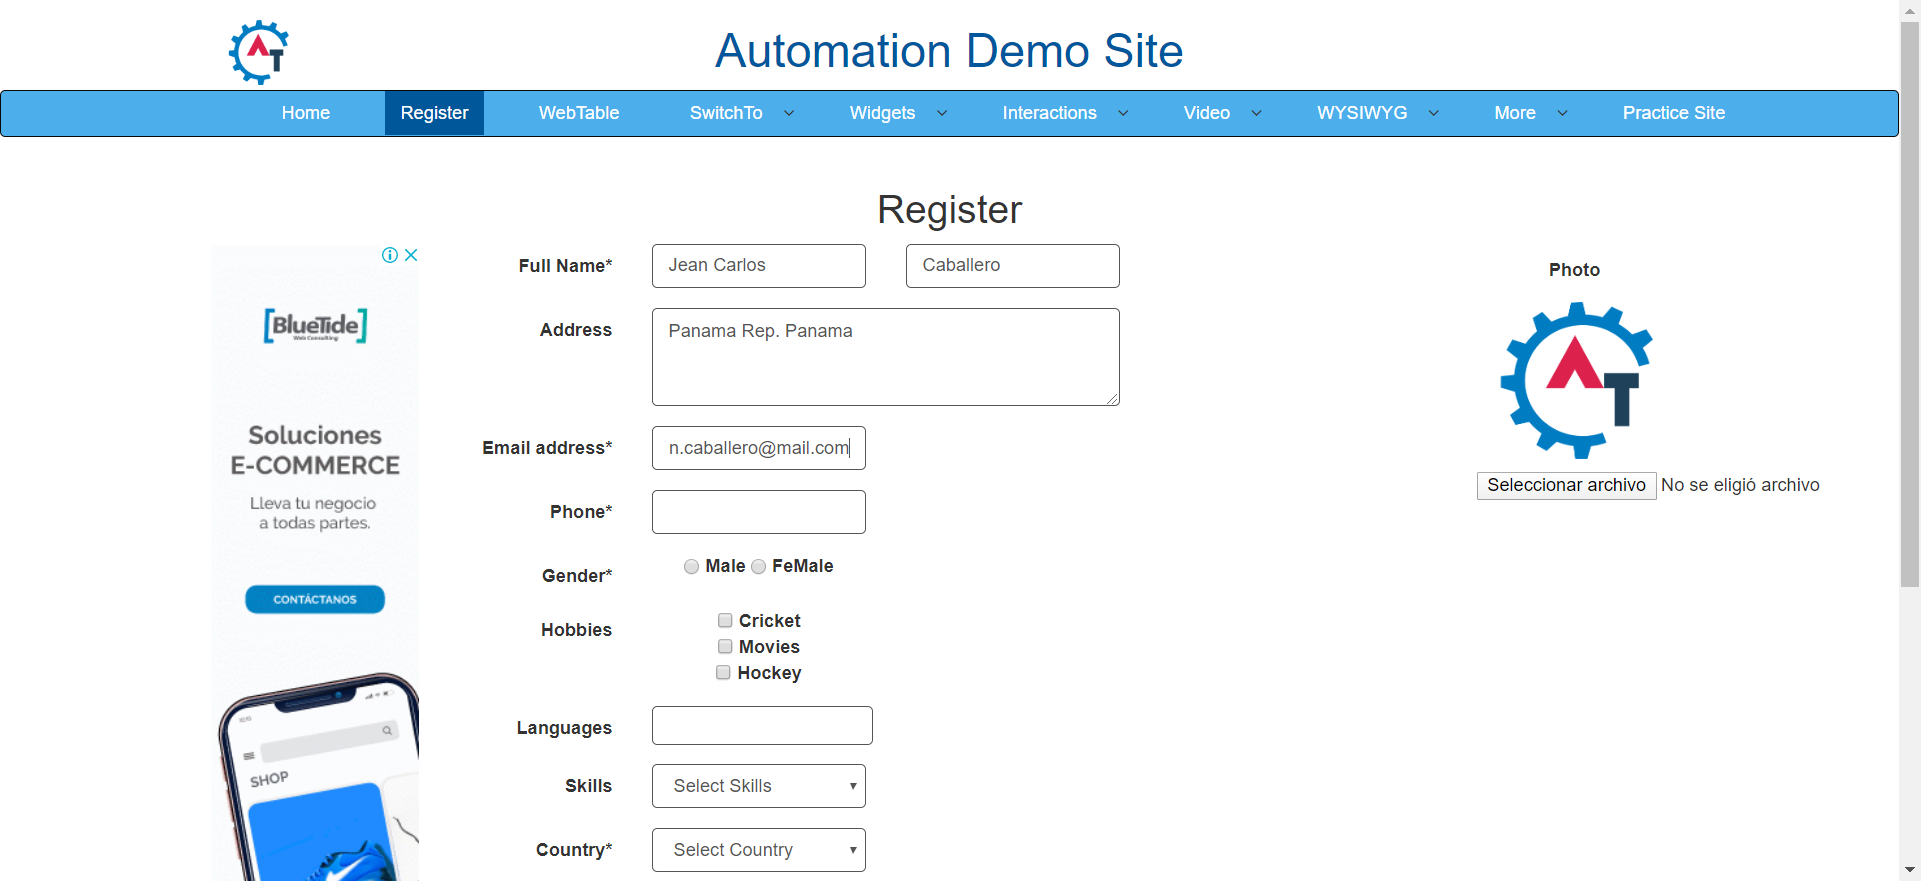 AT
Automation Demo Site
Home Register WebTable SwitchTo Widgets Interactions Video WYSIWYG More Practice Site
Register
Full Name* Jean Carlos Caballero
Address Panama Rep. Panama
Email address* n.caballero@mail.com
Phone*
Gender* Male FeMale
Hobbies Cricket
Movies
Hockey
Languages
Skills Select Skills
Country* Select Country
Photo
AT
Seleccionar archivo No se eligió archivo
[BlueTide]
Web Consulting
Soluciones
E-COMMERCE
Lleva tu negocio
a todas partes.
CONTÁCTANOS
SHOP